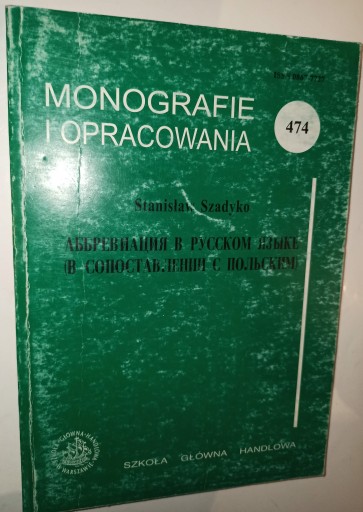 MONOGRAFIE
I OPRACOWANIA
474
Stanisław Szadyko
АББРЕВИАЦИЯ В РУССКОМ ЯЗЫКЕ
(В СОПОСТАВЛЕНИИ С ПОЛЬСКИМ)
SZKOŁA GŁÓWNA HANDLOWA